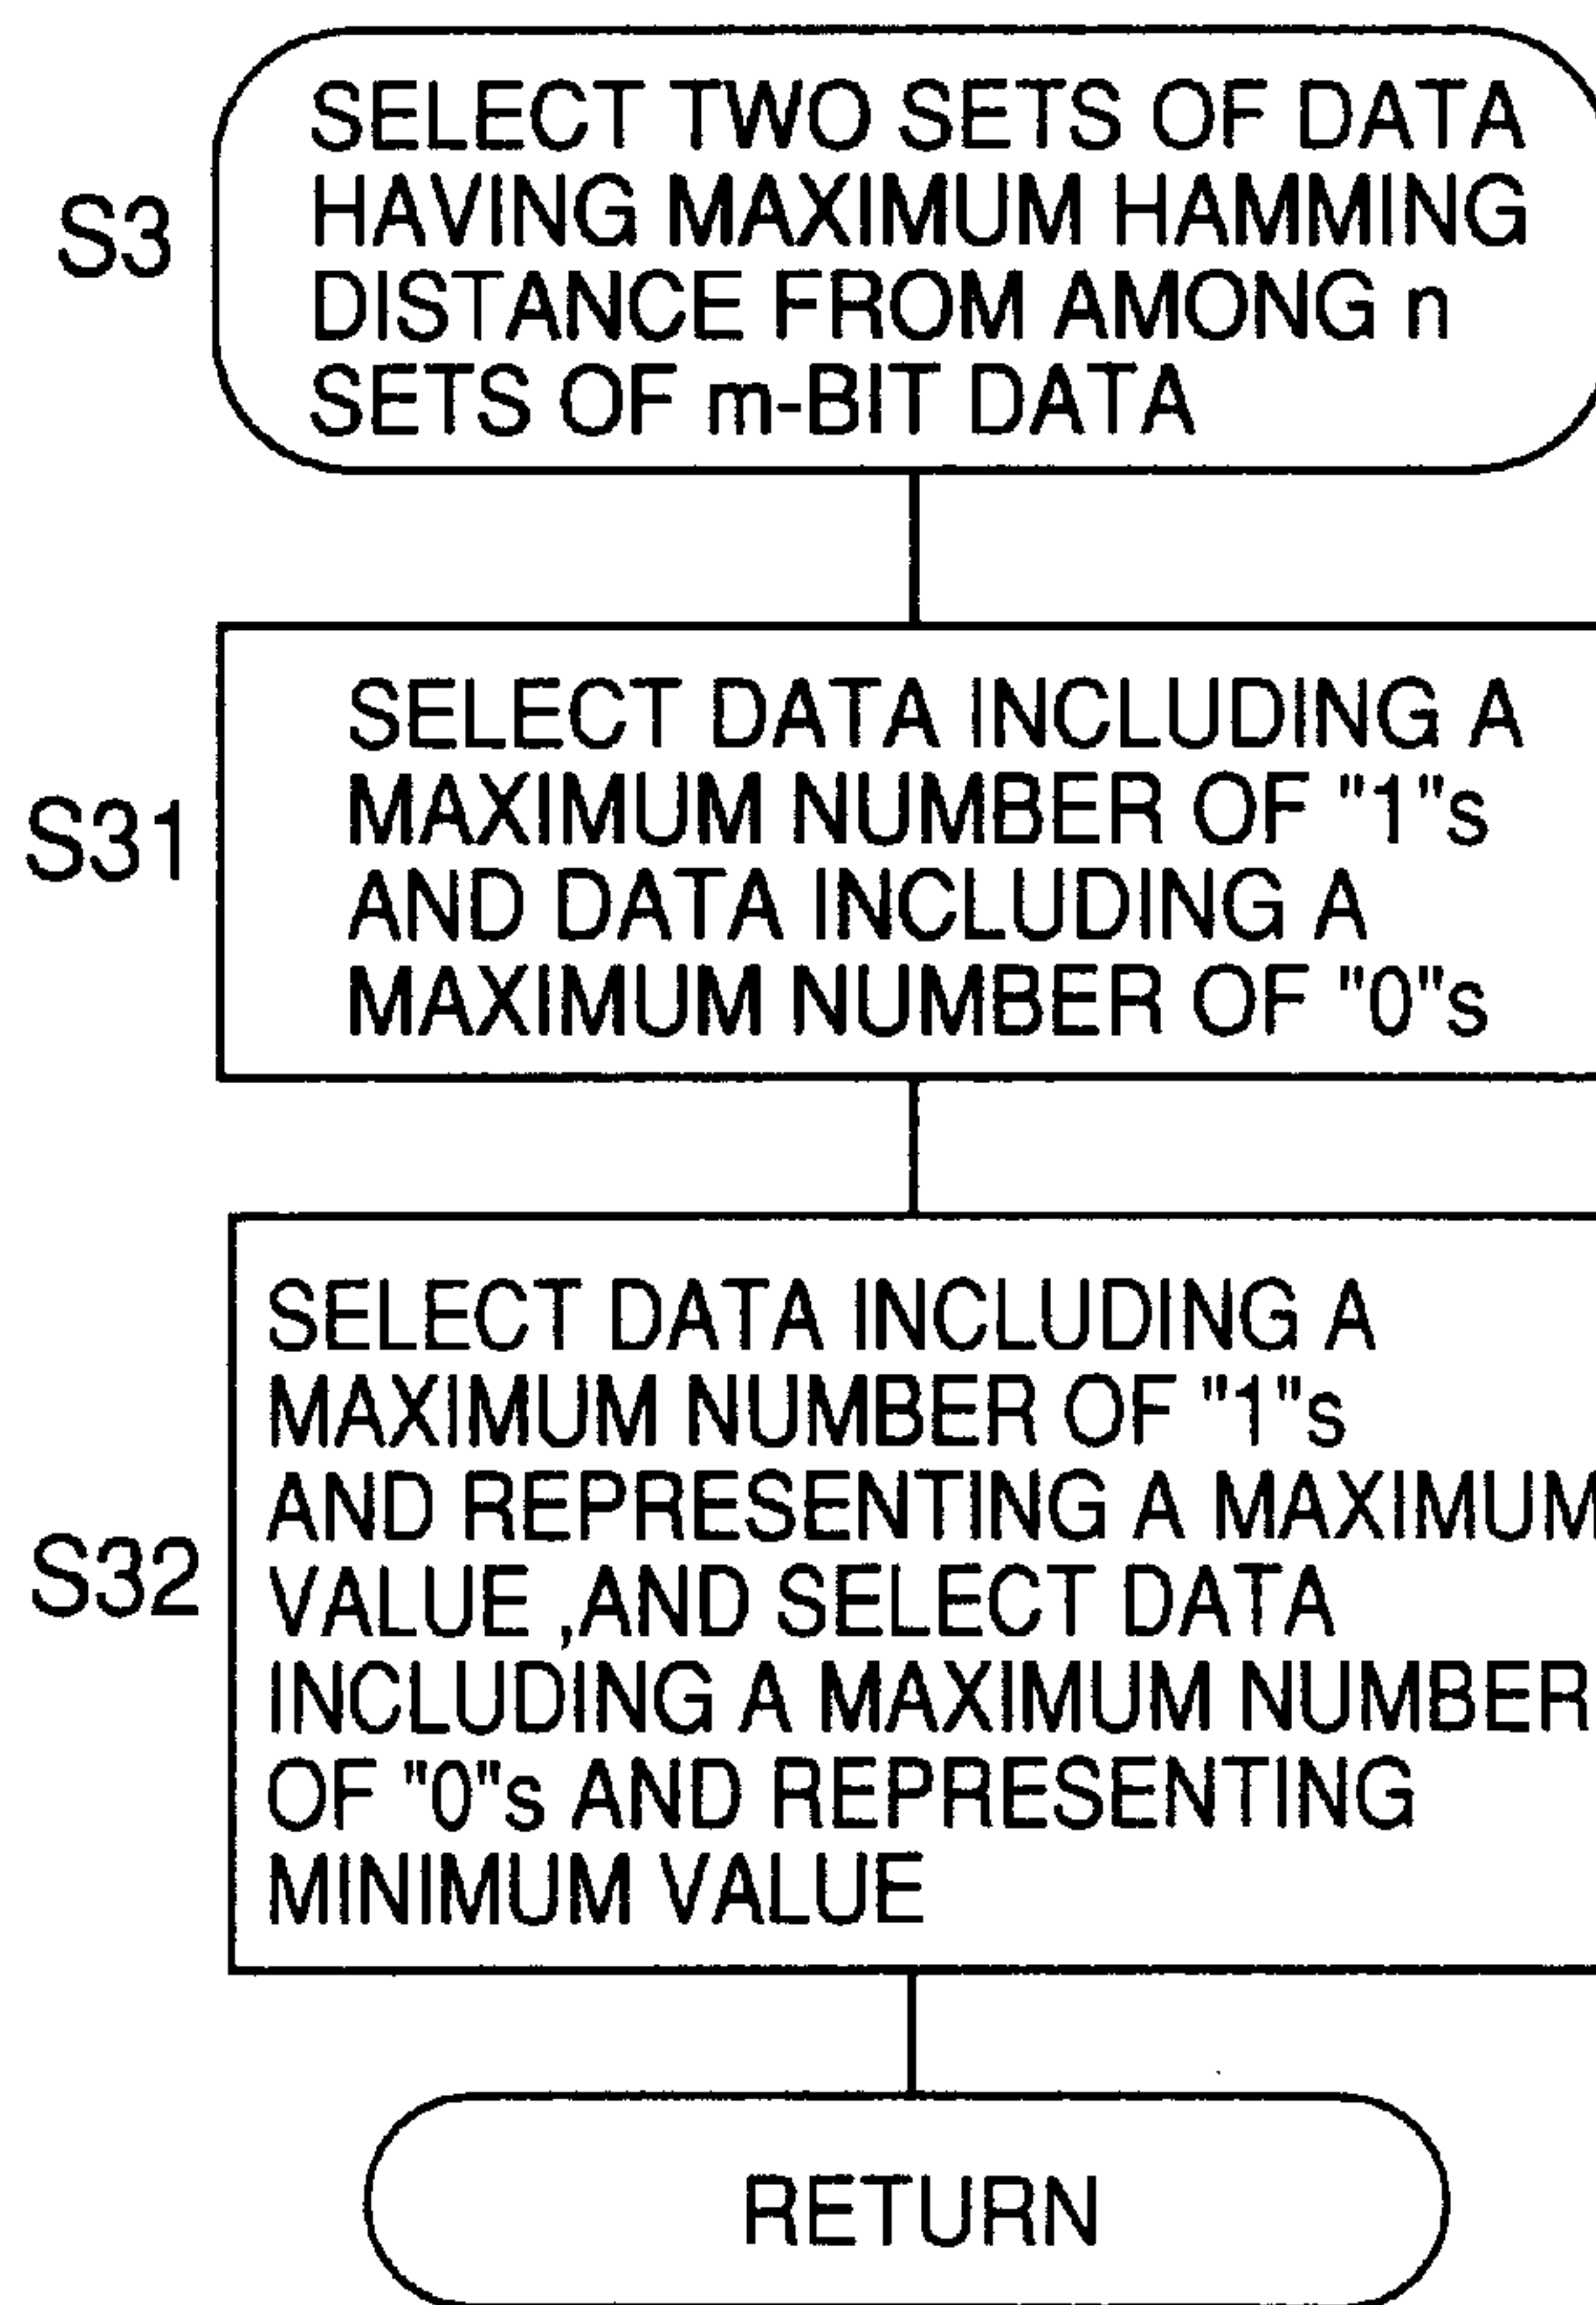 SELECT TWO SETS OF DATA
HAVING MAXIMUM HAMMING
S3
DISTANCE FROM AMONG n
SETS OF m-BIT DATA
SELECT DATA INCLUDING A
MAXIMUM NUMBER OF "1"s
S31
AND DATA INCLUDING A
MAXIMUM NUMBER OF "0"s
SELECT DATA INCLUDING A
MAXIMUM NUMBER OF "1"s
AND REPRESENTING A MAXIMUM
S32
VALUE ,AND SELECT DATA
INCLUDING A MAXIMUM NUMBER
OF "0"s AND REPRESENTING
MINIMUM VALUE
RETURN